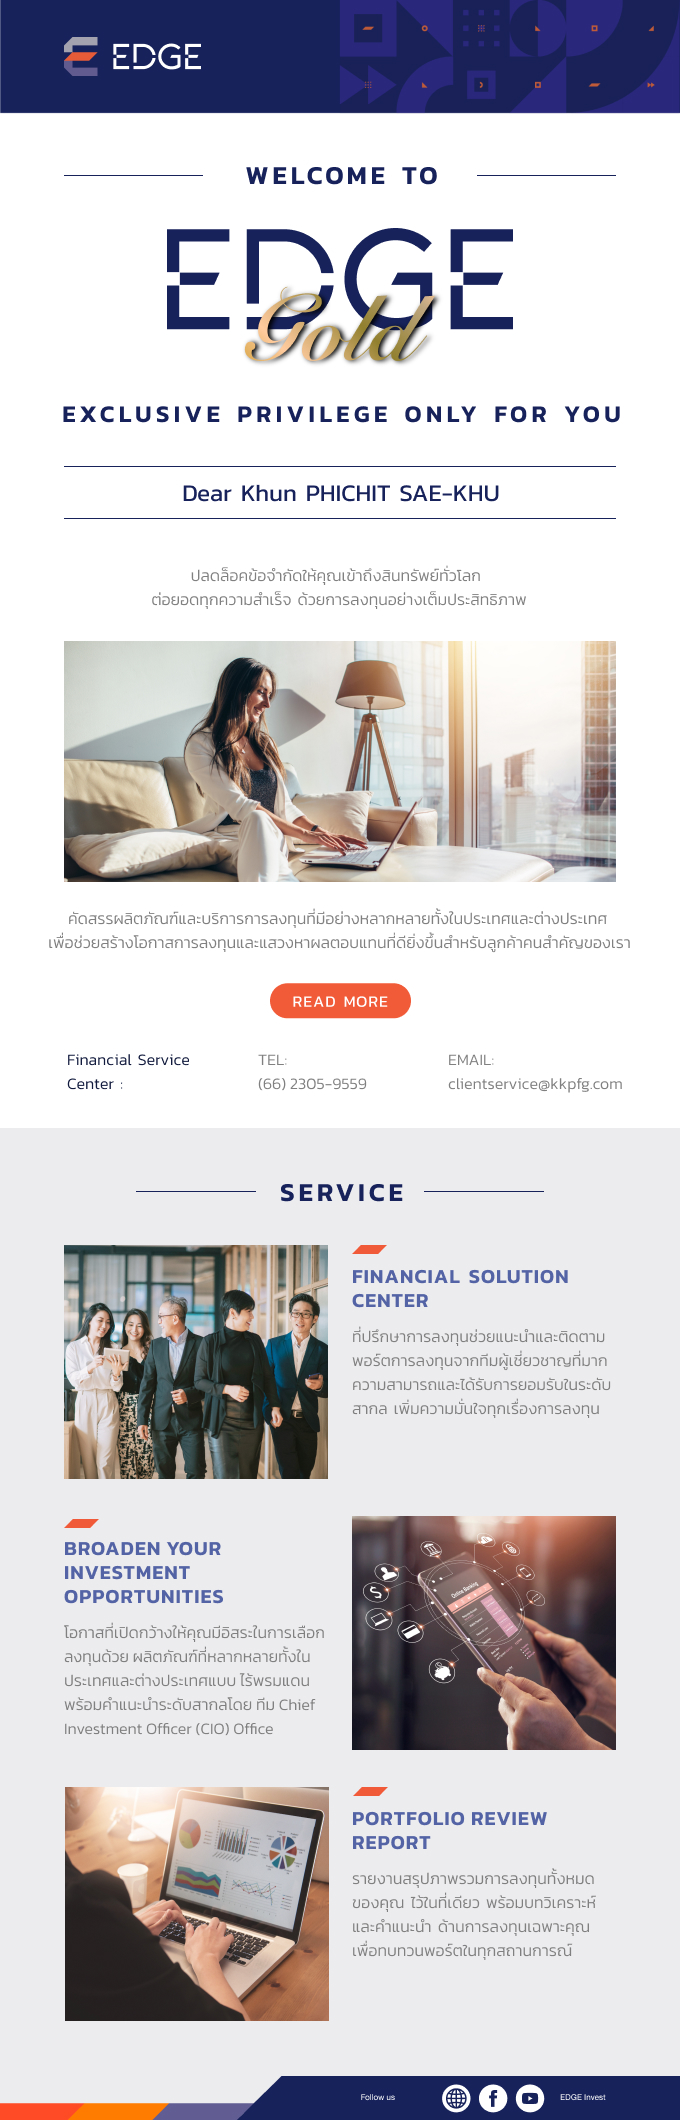 EDGE
WELCOME TO
EDGE
Gold
EXCLUSIVE PRIVILEGE ONLY FOR YOU
Dear Khun PHICHIT SAE-KHU
ปลดล็อคข้อจำกัดให้คุณเข้าถึงสินทรัพย์ทั่วโลก
ต่อยอดทุกความสำเร็จ ด้วยการลงทุนอย่างเต็มประสิทธิภาพ
คัดสรรผลิตภัณฑ์และบริการการลงทุนที่มีอย่างหลากหลายทั้งในประเทศและต่างประเทศ
เพื่อช่วยสร้างโอกาสการลงทุนและแสวงหาผลตอบแทนที่ดียิ่งขึ้นสำหรับลูกค้าคนสำคัญของเรา
READ MORE
Financial Service
Center :
TEL:
(66) 2305-9559
EMAIL:
clientservice@kkpfg.com
SERVICE
FINANCIAL SOLUTION
CENTER
ที่ปรึกษาการลงทุนช่วยแนะนำและติดตาม
พอร์ตการลงทุนจากทีมผู้เชี่ยวชาญที่มาก
ความสามารถและได้รับการยอมรับในระดับ
สากล เพิ่มความมั่นใจทุกเรื่องการลงทุน
BROADEN YOUR
INVESTMENT
OPPORTUNITIES
โอกาสที่เปิดกว้างให้คุณมีอิสระในการเลือก
ลงทุนด้วย ผลิตภัณฑ์ที่หลากหลายทั้งใน
ประเทศและต่างประเทศแบบ ไร้พรมแดน
พร้อมคำแนะนำระดับสากลโดย ทีม Chief
Investment Officer (CIO) Office
Online Banking
PORTFOLIO REVIEW
REPORT
รายงานสรุปภาพรวมการลงทุนทั้งหมด
ของคุณ ไว้ในที่เดียว พร้อมบทวิเคราะห์
และคำแนะนำ ด้านการลงทุนเฉพาะคุณ
เพื่อทบทวนพอร์ตในทุกสถานการณ์
Follow us
EDGE Invest